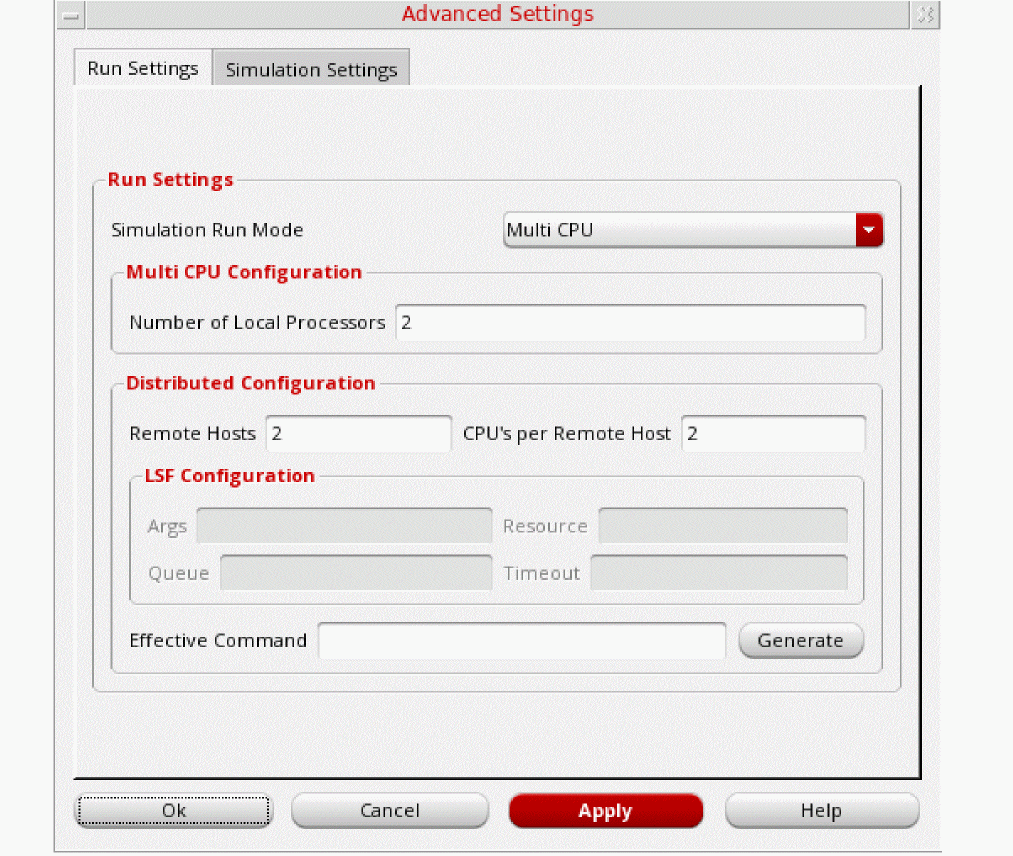 Advanced Settings
Run Settings Simulation Settings
Run Settings
Simulation Run Mode Multi CPU
Multi CPU Configuration
Number of Local Processors 2
Distributed Configuration
Remote Hosts 2 CPU's per Remote Host 2
LSF Configuration
Args Resource
Queue Timeout
Effective Command Generate
Ok Cancel Apply Help